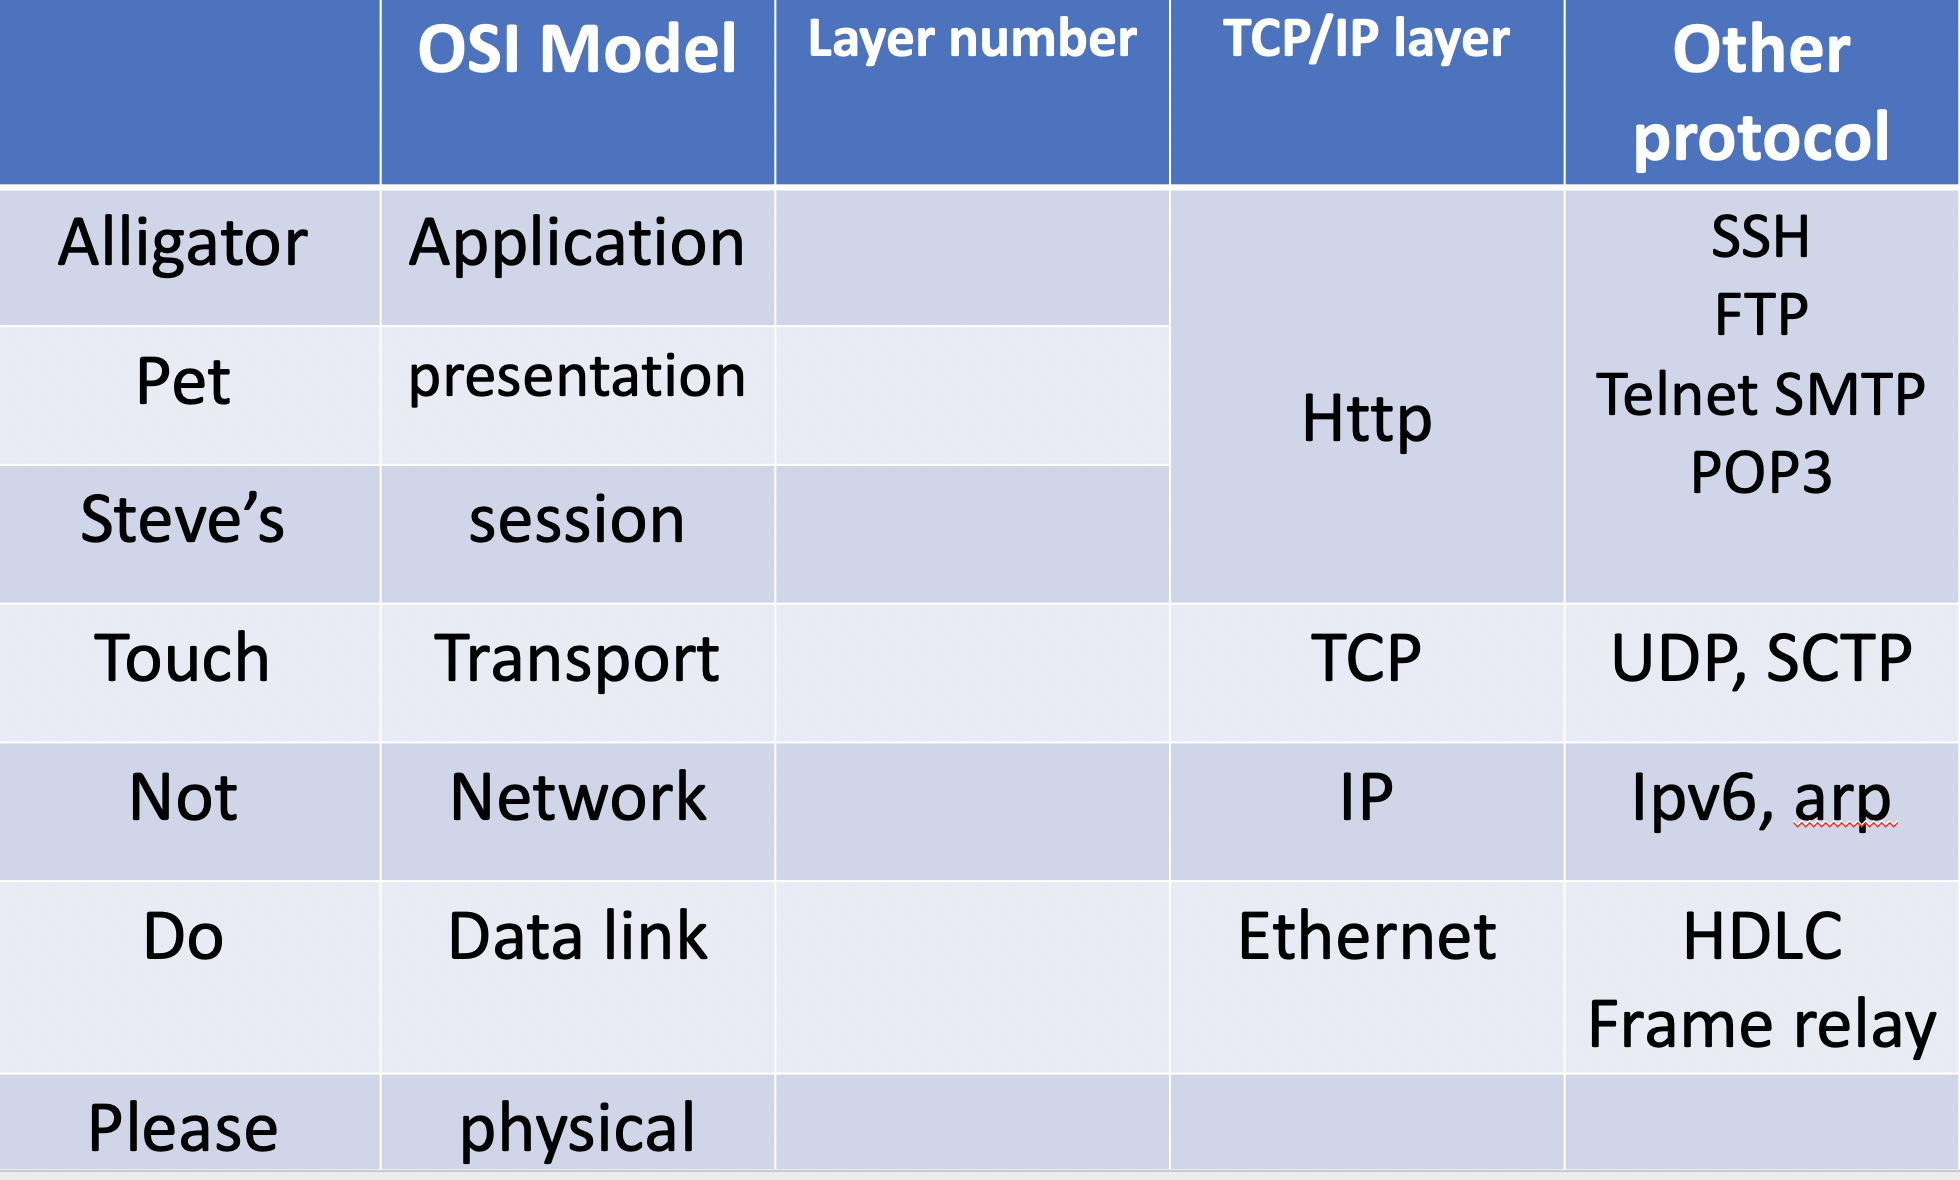 OSI Model
Layer number
TCP/IP layer
Other
protocol
Alligator
Application
Http
SSH
FTP
Telnet SMTP
POP3
Pet
presentation
Steve’s
session
Touch
Transport
TCP
UDP, SCTP
Not
Network
IP
Ipv6, arp
Do
Data link
Ethernet
HDLC
Frame relay
Please
physical